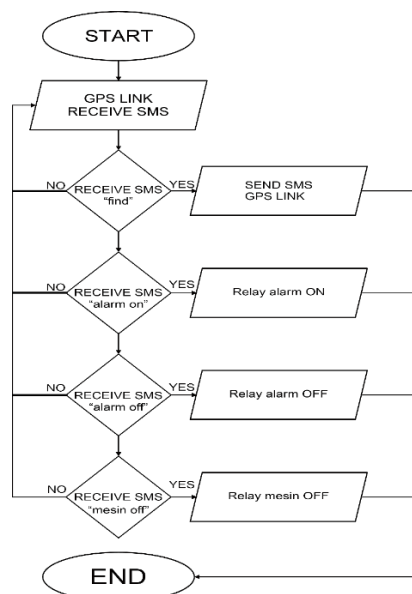 START
GPS LINK
RECEIVE SMS
NO
RECEIVE SMS
"find"
YES
SEND SMS
GPS LINK
NO
RECEIVE SMS
"alarm on"
YES
Relay alarm ON
NO
RECEIVE SMS
"alarm off"
YES
Relay alarm OFF
NO
RECEIVE SMS
"mesin off"
YES
Relay mesin OFF
END